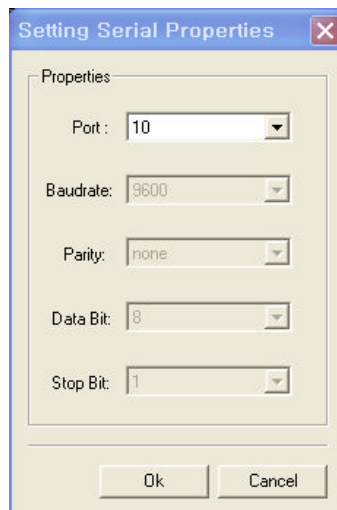 Setting Serial Properties
Properties
Port : 10
Baudrate: 9600
Parity: none
Data Bit: 8
Stop Bit: 1
Ok Cancel